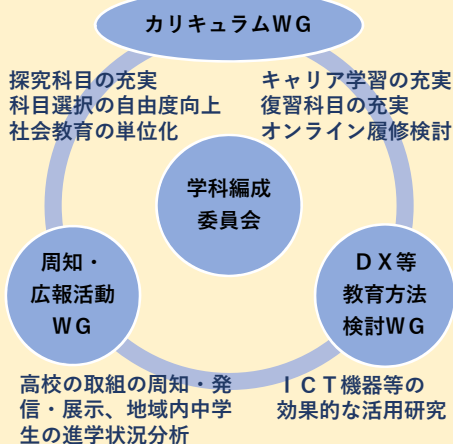 カリキュラムWG
探究科目の充実
科目選択の自由度向上
社会教育の単位化
キャリア学習の充実
復習科目の充実
オンライン履修検討
学科編成
委員会
周知・
広報活動
WG
ＤＸ等
教育方法
検討WG
高校の取組の周知・発
信・展示、地域内中学
生の進学状況分析
ＩＣＴ機器等の
効果的な活用研究